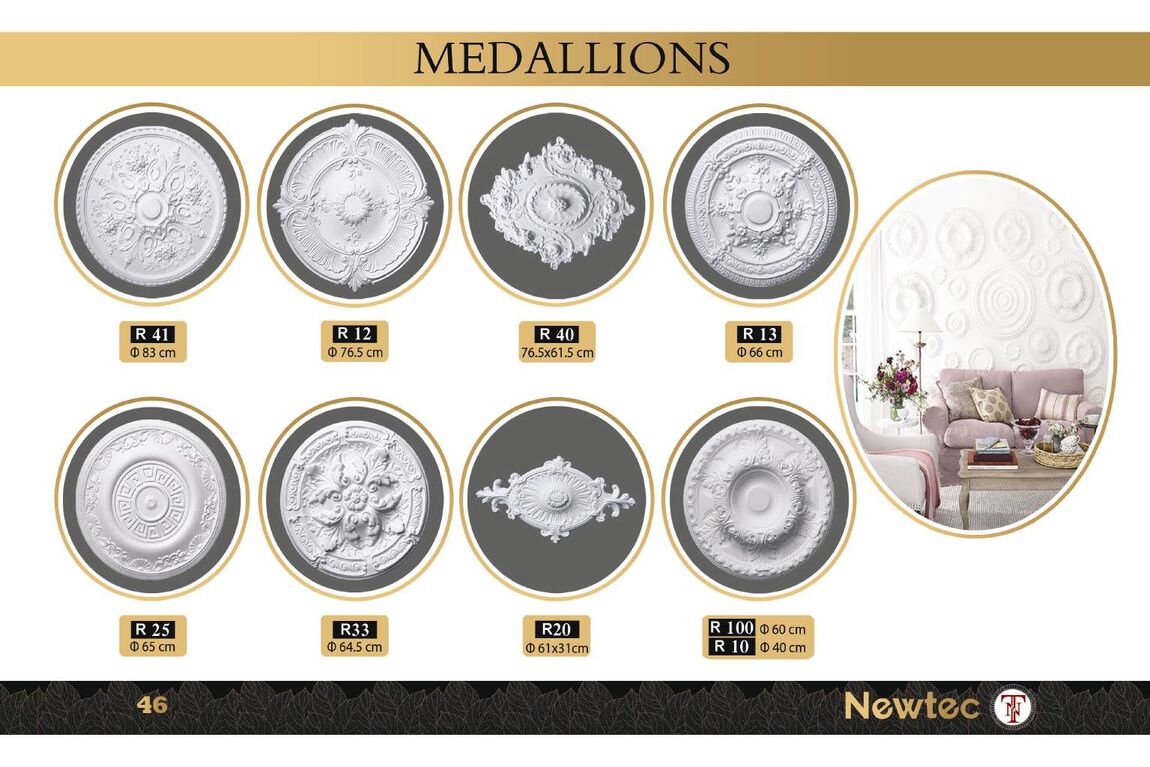 MEDALLIONS
R 41
Φ 83 cm
R 12
Φ 76.5 cm
R 40
76.5x61.5 cm
R 13
Φ 66 cm
R 25
Φ 65 cm
R33
Φ 64.5 cm
R20
Φ 61x31cm
R 100 Φ 60 cm
R 10 Φ 40 cm
46
Newtec